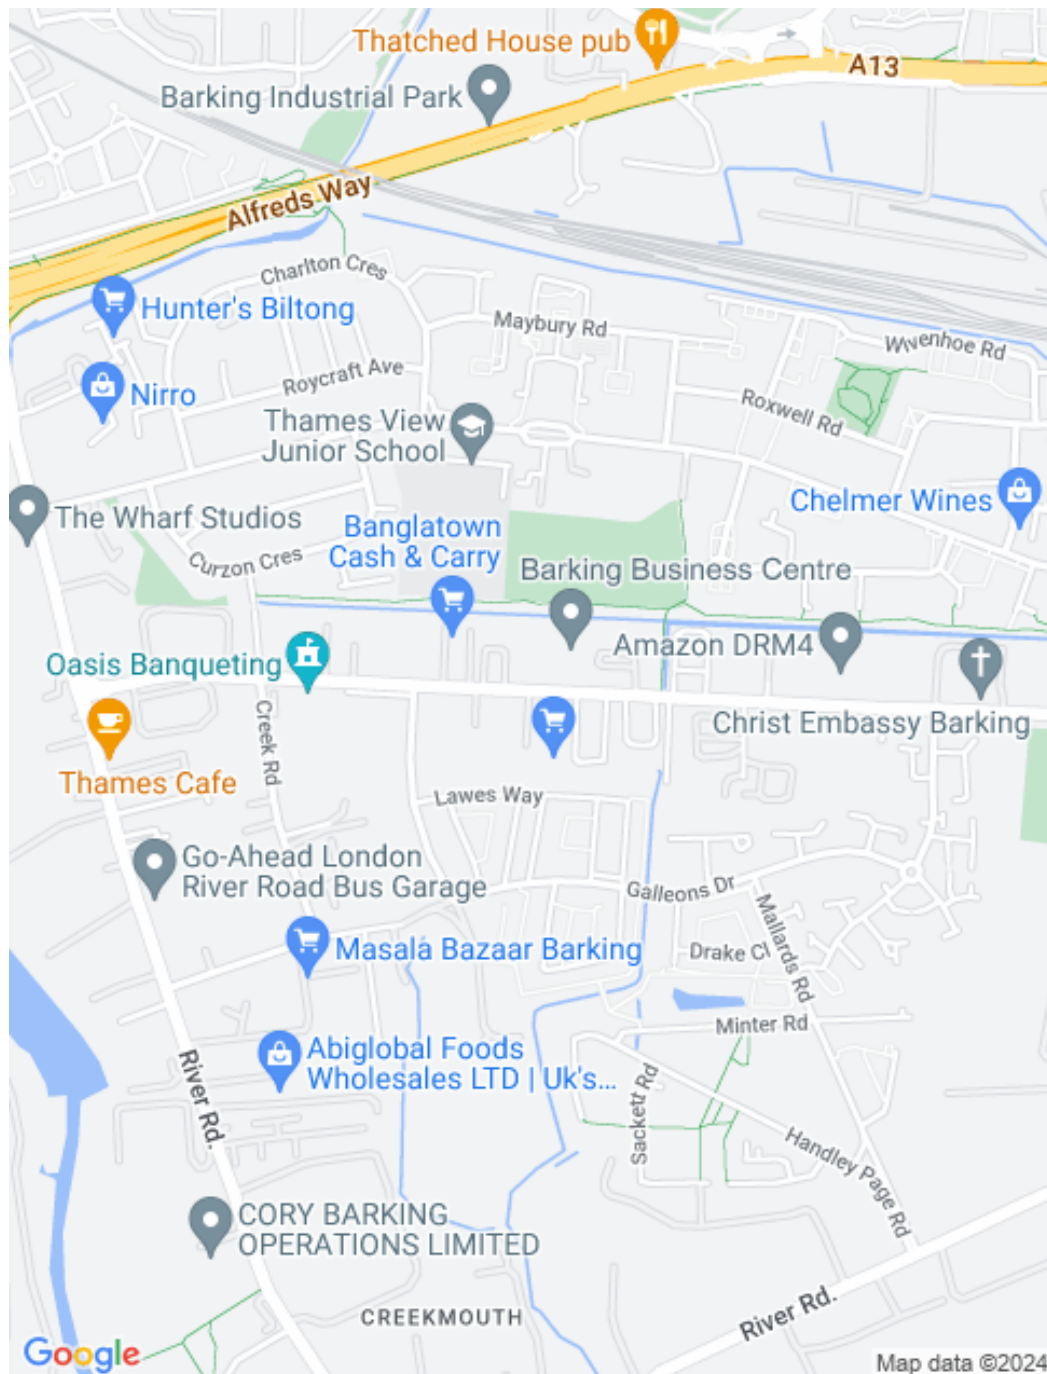 Thatched House pub
A13
Barking Industrial Park
Alfreds Way
Charlton Cres
Hunter's Biltong
Maybury Rd
Wivenhoe Rd
Roycraft Ave
Nirro
Roxwell Rd
Thames View
Junior School
Chelmer Wines
The Wharf Studios
Banglatown
Cash & Carry
Curzon Cres
Barking Business Centre
Amazon DRM4
Oasis Banqueting
Creek Rd
Christ Embassy Barking
Thames Cafe
Lawes Way
Go-Ahead London
River Road Bus Garage
Galleons Dr
Mallards Rd
Masala Bazaar Barking
Drake Cl
Minter Rd
River Rd.
Abiglobal Foods
Wholesales LTD | Uk's...
Sackett Rd
Handley Page Rd
CORY BARKING
OPERATIONS LIMITED
CREEKMOUTH
River Rd.
Google
Map data ©2024